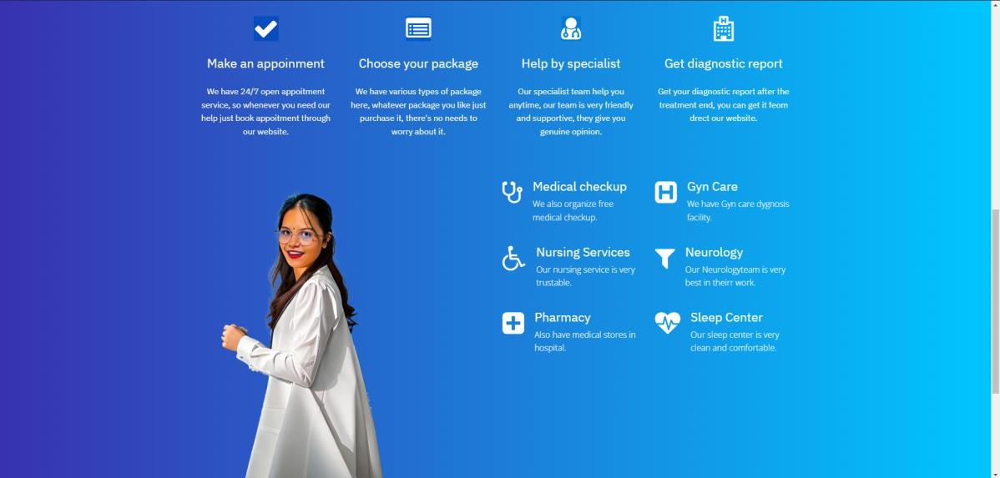 Make an appoinment
We have 24/7 open appoitment
service, so whenever you need our
help just book appoitment through
our website.
Choose your package
We have various types of package
here, whatever package you like just
purchase it, there's no needs to
worry about it.
Help by specialist
Our specialist team help you
anytime, our team is very friendly
and supportive, they give you
genuine opinion.
Get diagnostic report
Get your diagnostic report after the
treatment end, you can get it feom
drect our website.
Medical checkup
We also organize free
medical checkup.
Gyn Care
We have Gyn care dygnosis
facility.
Nursing Services
Our nursing service is very
trustable.
Neurology
Our Neurologyteam is very
best in theirr work.
Pharmacy
Also have medical stores in
hospital.
Sleep Center
Our sleep center is very
clean and comfortable.